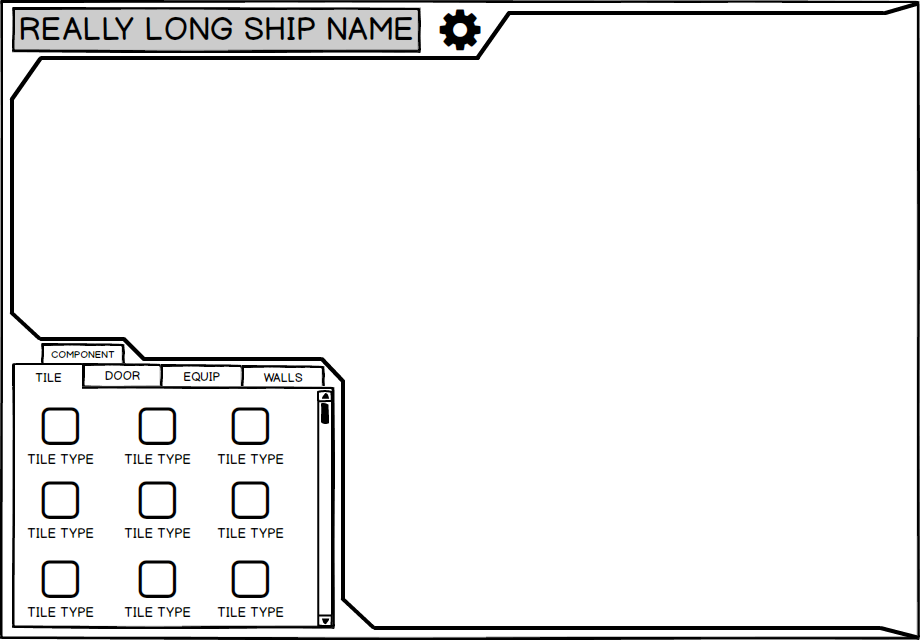 REALLY LONG SHIP NAME
COMPONENT
TILE DOOR EQUIP WALLS
TILE TYPE TILE TYPE TILE TYPE
TILE TYPE TILE TYPE TILE TYPE
TILE TYPE TILE TYPE TILE TYPE